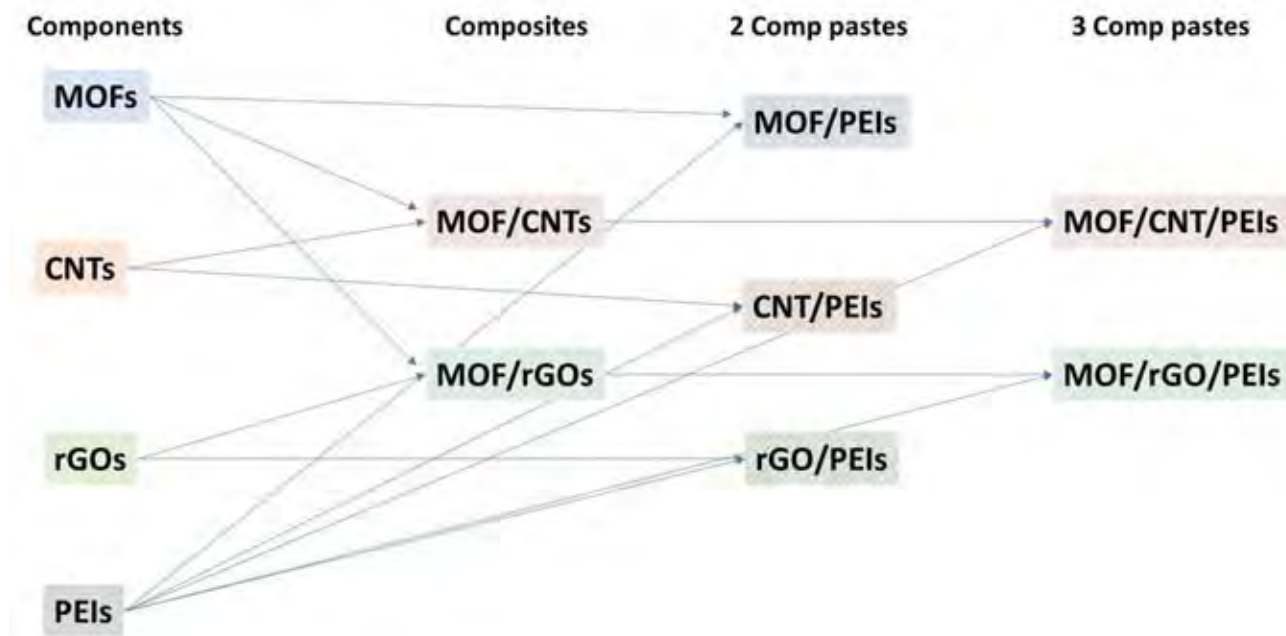 Components Composites 2 Comp pastes 3 Comp pastes
MOFs
MOF/PEIs
MOF/CNTs MOF/CNT/PEIs
CNTs
CNT/PEIs
MOF/rGOs MOF/rGO/PEIs
rGOs rGO/PEIs
PEIs